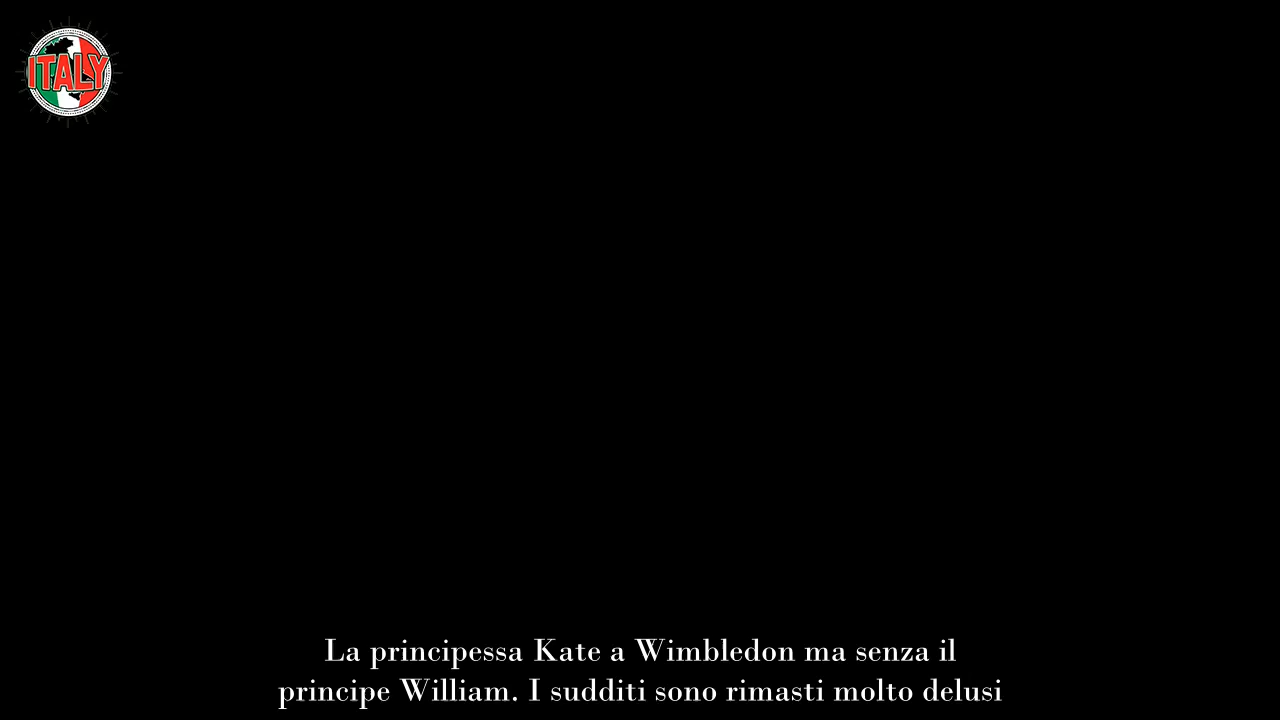 ITALY
La principessa Kate a Wimbledon ma senza il
principe William. I sudditi sono rimasti molto delusi